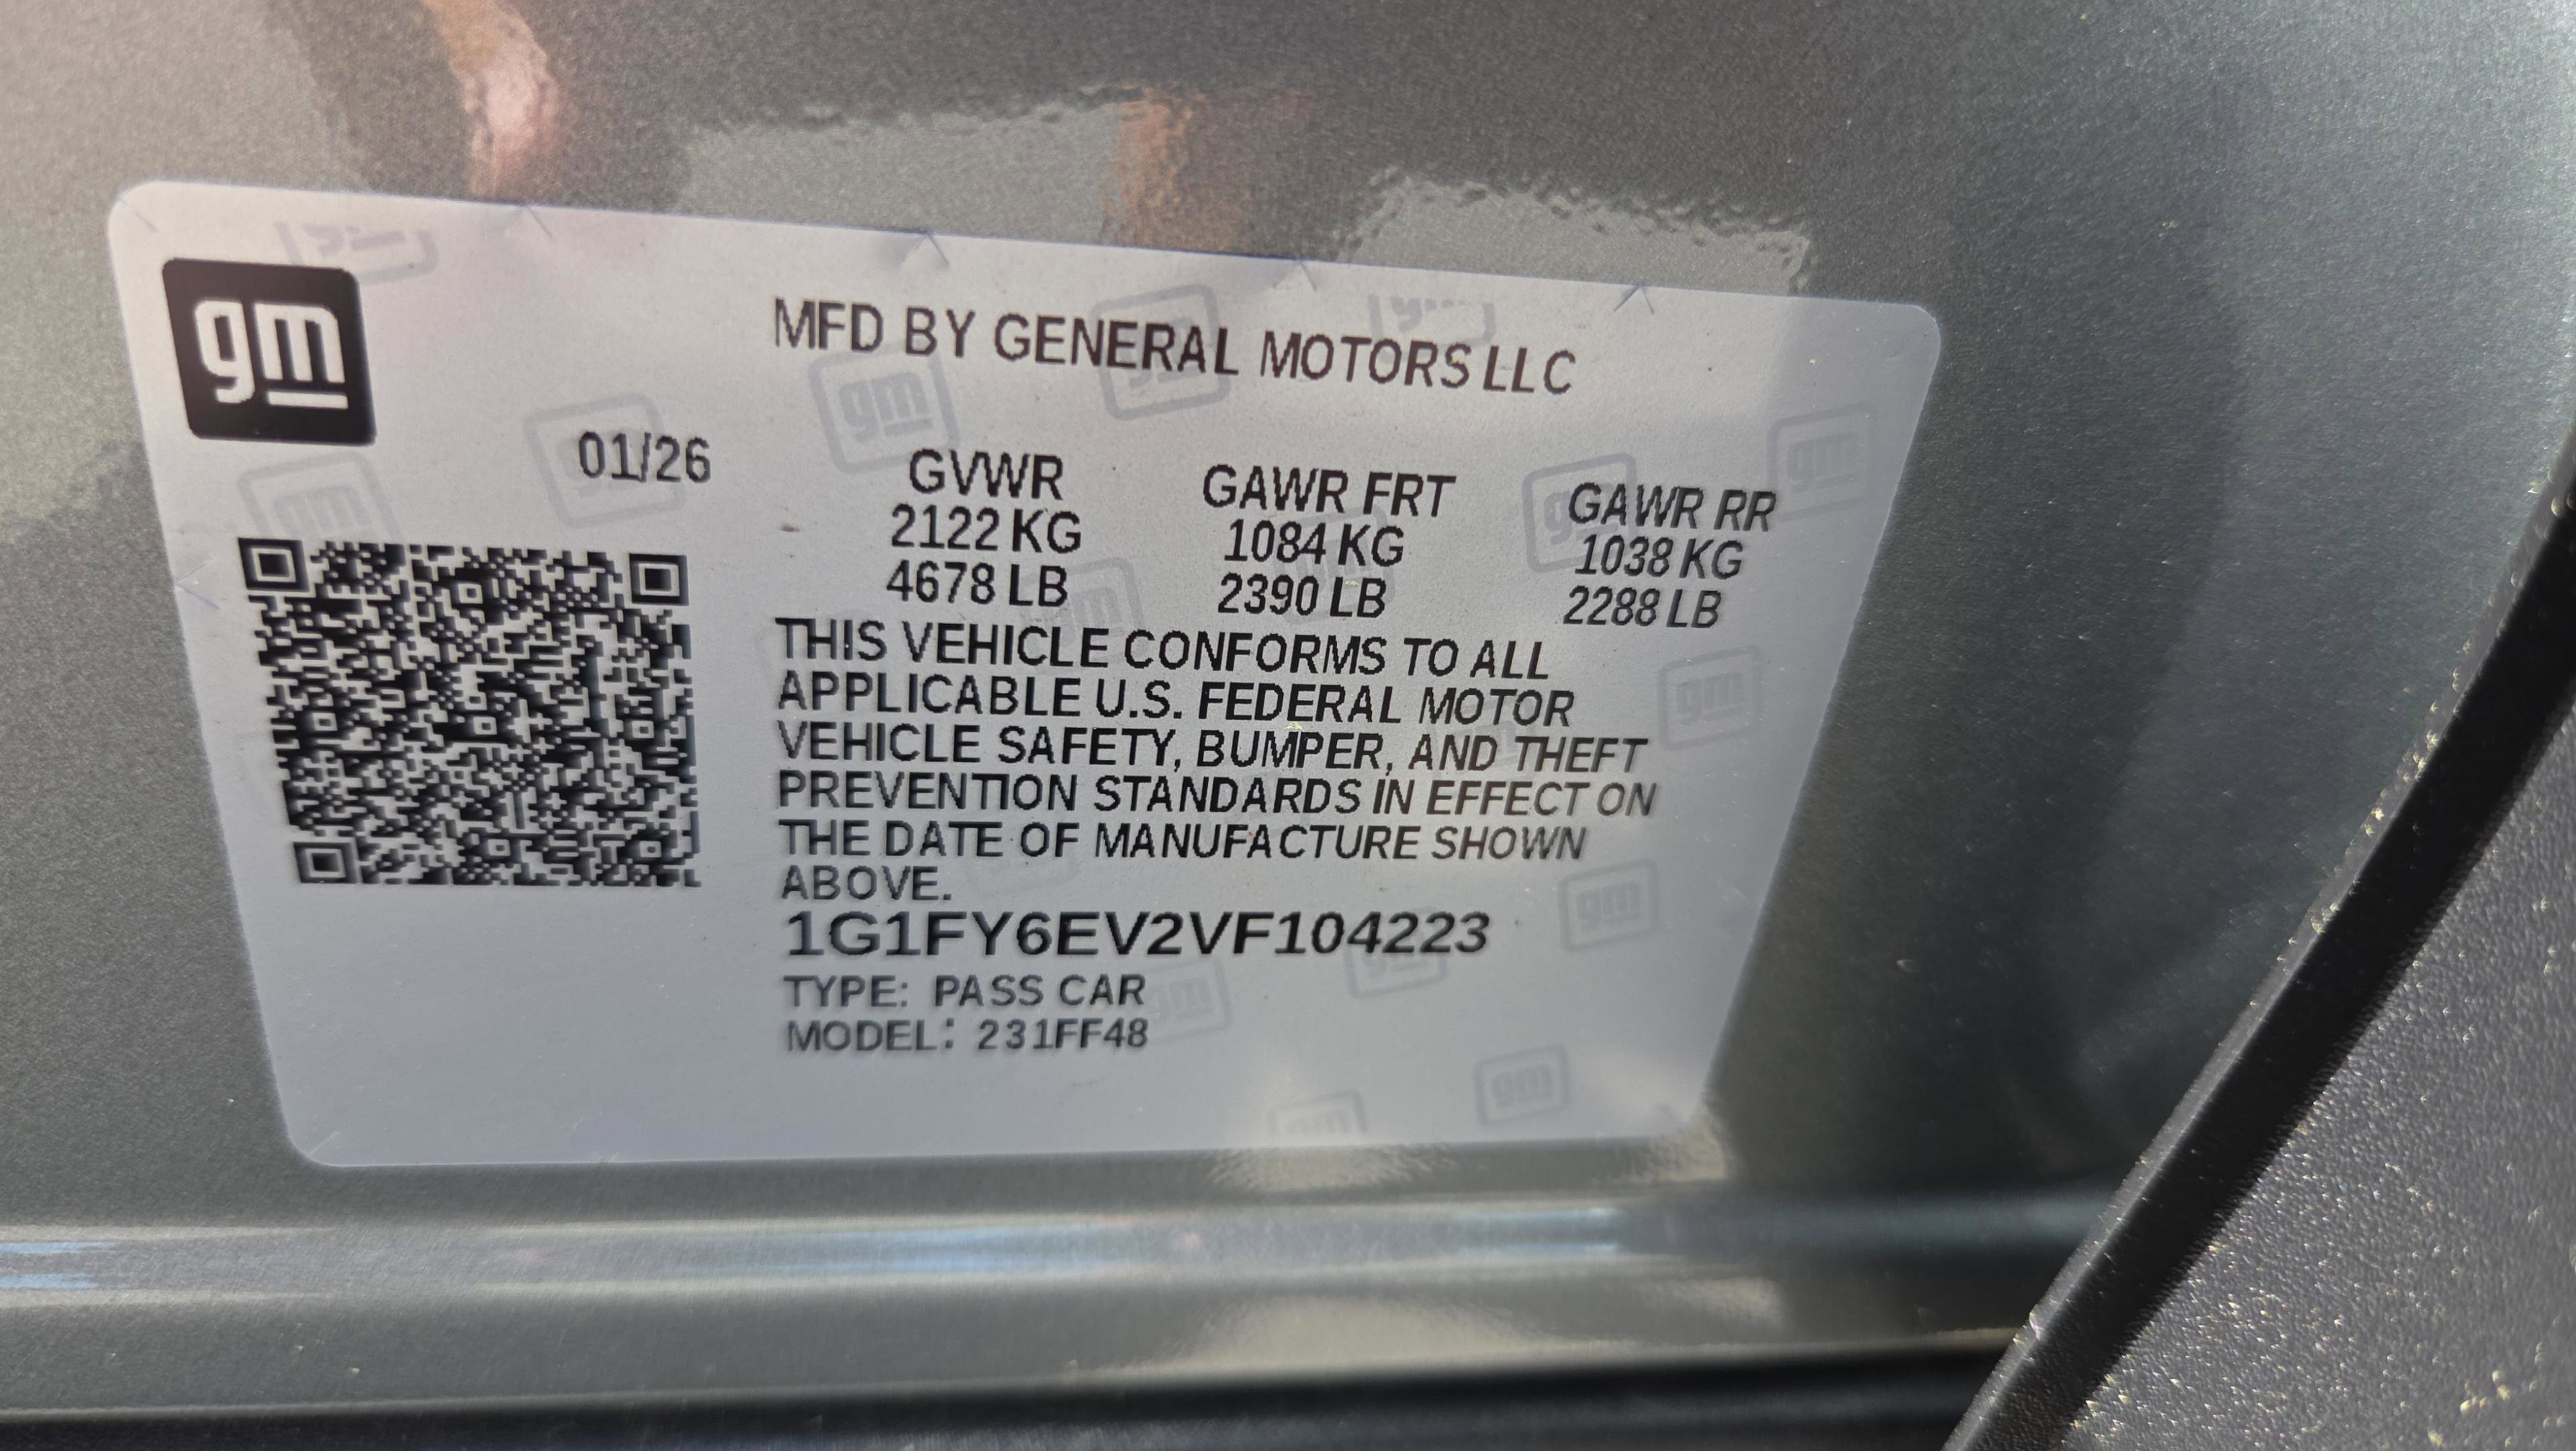 gm
MFD BY GENERAL MOTORS LLC
01/26
GVWR GAWR FRT GAWR RR
2122 KG 1084 KG 1038 KG
4678 LB 2390 LB 2288 LB
THIS VEHICLE CONFORMS TO ALL
APPLICABLE U.S. FEDERAL MOTOR
VEHICLE SAFETY, BUMPER, AND THEFT
PREVENTION STANDARDS IN EFFECT ON
THE DATE OF MANUFACTURE SHOWN
ABOVE.
1G1FY6EV2VF104223
TYPE: PASS CAR
MODEL: 231FF48